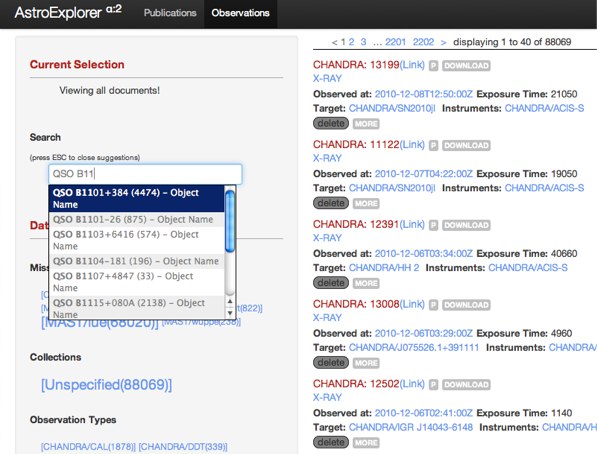 AstroExplorer α:2 Publications Observations
Current Selection
Viewing all documents!
Search
(press ESC to close suggestions)
QSO B11
QSO B1101+384 (4474) – Object
Name
QSO B1101-26 (875) – Object Name
QSO B1103+6416 (574) – Object
Name
QSO B1104-181 (196) – Object Name
QSO B1107+4847 (33) – Object
Name
QSO B1115+080A (2138) – Object
Name
Dat
Miss
[MAST/iue(68020)] [MAST/wuppe(238)]
Collections
[Unspecified(88069)]
Observation Types
[CHANDRA/CAL(1878)] [CHANDRA/DDT(339)]
< 1 2 3 ... 2201 2202 > displaying 1 to 40 of 88069
CHANDRA: 13199(Link) P DOWNLOAD
X-RAY
Observed at: 2010-12-08T12:50:00Z Exposure Time: 21050
Target: CHANDRA/SN2010jl Instruments: CHANDRA/ACIS-S
delete MORE
CHANDRA: 11122(Link) P DOWNLOAD
X-RAY
Observed at: 2010-12-07T04:22:00Z Exposure Time: 19050
Target: CHANDRA/SN2010jl Instruments: CHANDRA/ACIS-S
delete MORE
CHANDRA: 12391(Link) P DOWNLOAD
X-RAY
Observed at: 2010-12-06T03:34:00Z Exposure Time: 40660
Target: CHANDRA/HH 2 Instruments: CHANDRA/ACIS-S
delete MORE
CHANDRA: 13008(Link) P DOWNLOAD
X-RAY
Observed at: 2010-12-06T03:29:00Z Exposure Time: 4960
Target: CHANDRA/J075526.1+391111 Instruments: CHANDRA/
delete MORE
CHANDRA: 12502(Link) P DOWNLOAD
X-RAY
Observed at: 2010-12-06T02:41:00Z Exposure Time: 1140
Target: CHANDRA/IGR J14043-6148 Instruments: CHANDRA/A
delete MORE